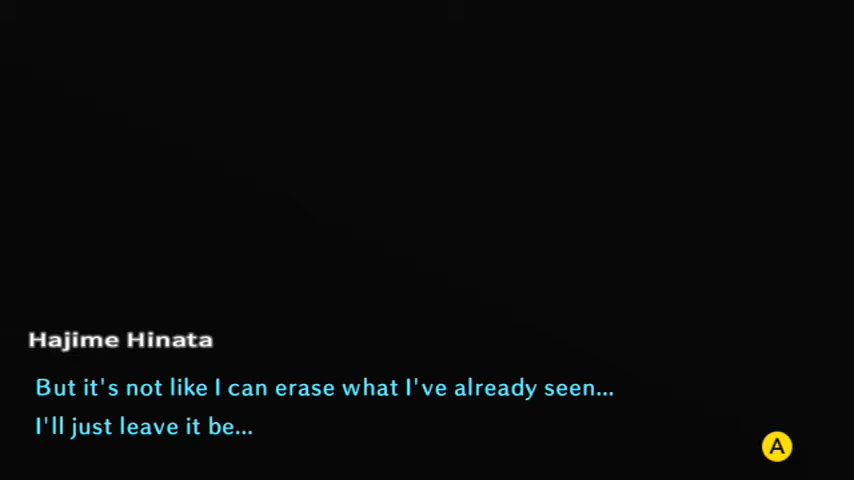 Hajime Hinata
But it's not like I can erase what I've already seen...
I'll just leave it be...
A